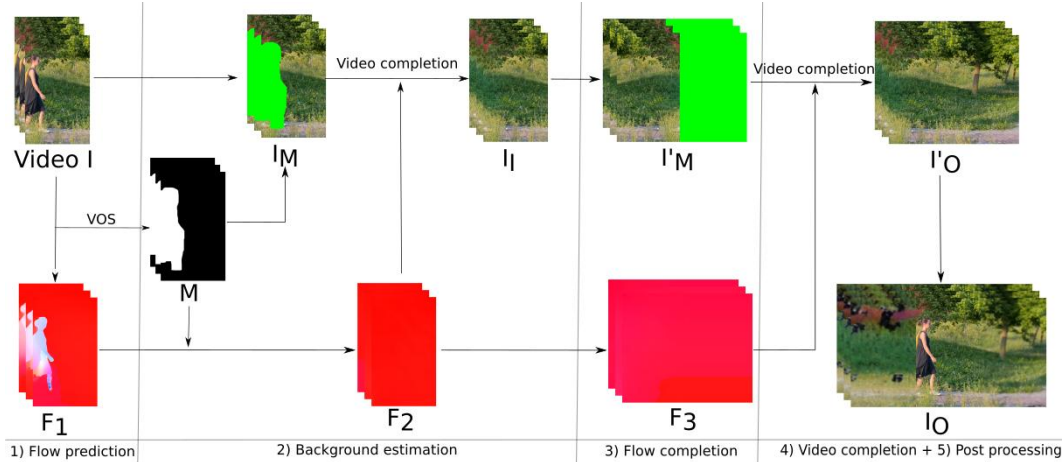 Video completion
Video completion
Video I
I_M
I_I
I'_M
I'_O
VOS
M
F_1
F_2
F_3
I_O
1) Flow prediction
2) Background estimation
3) Flow completion
4) Video completion + 5) Post processing